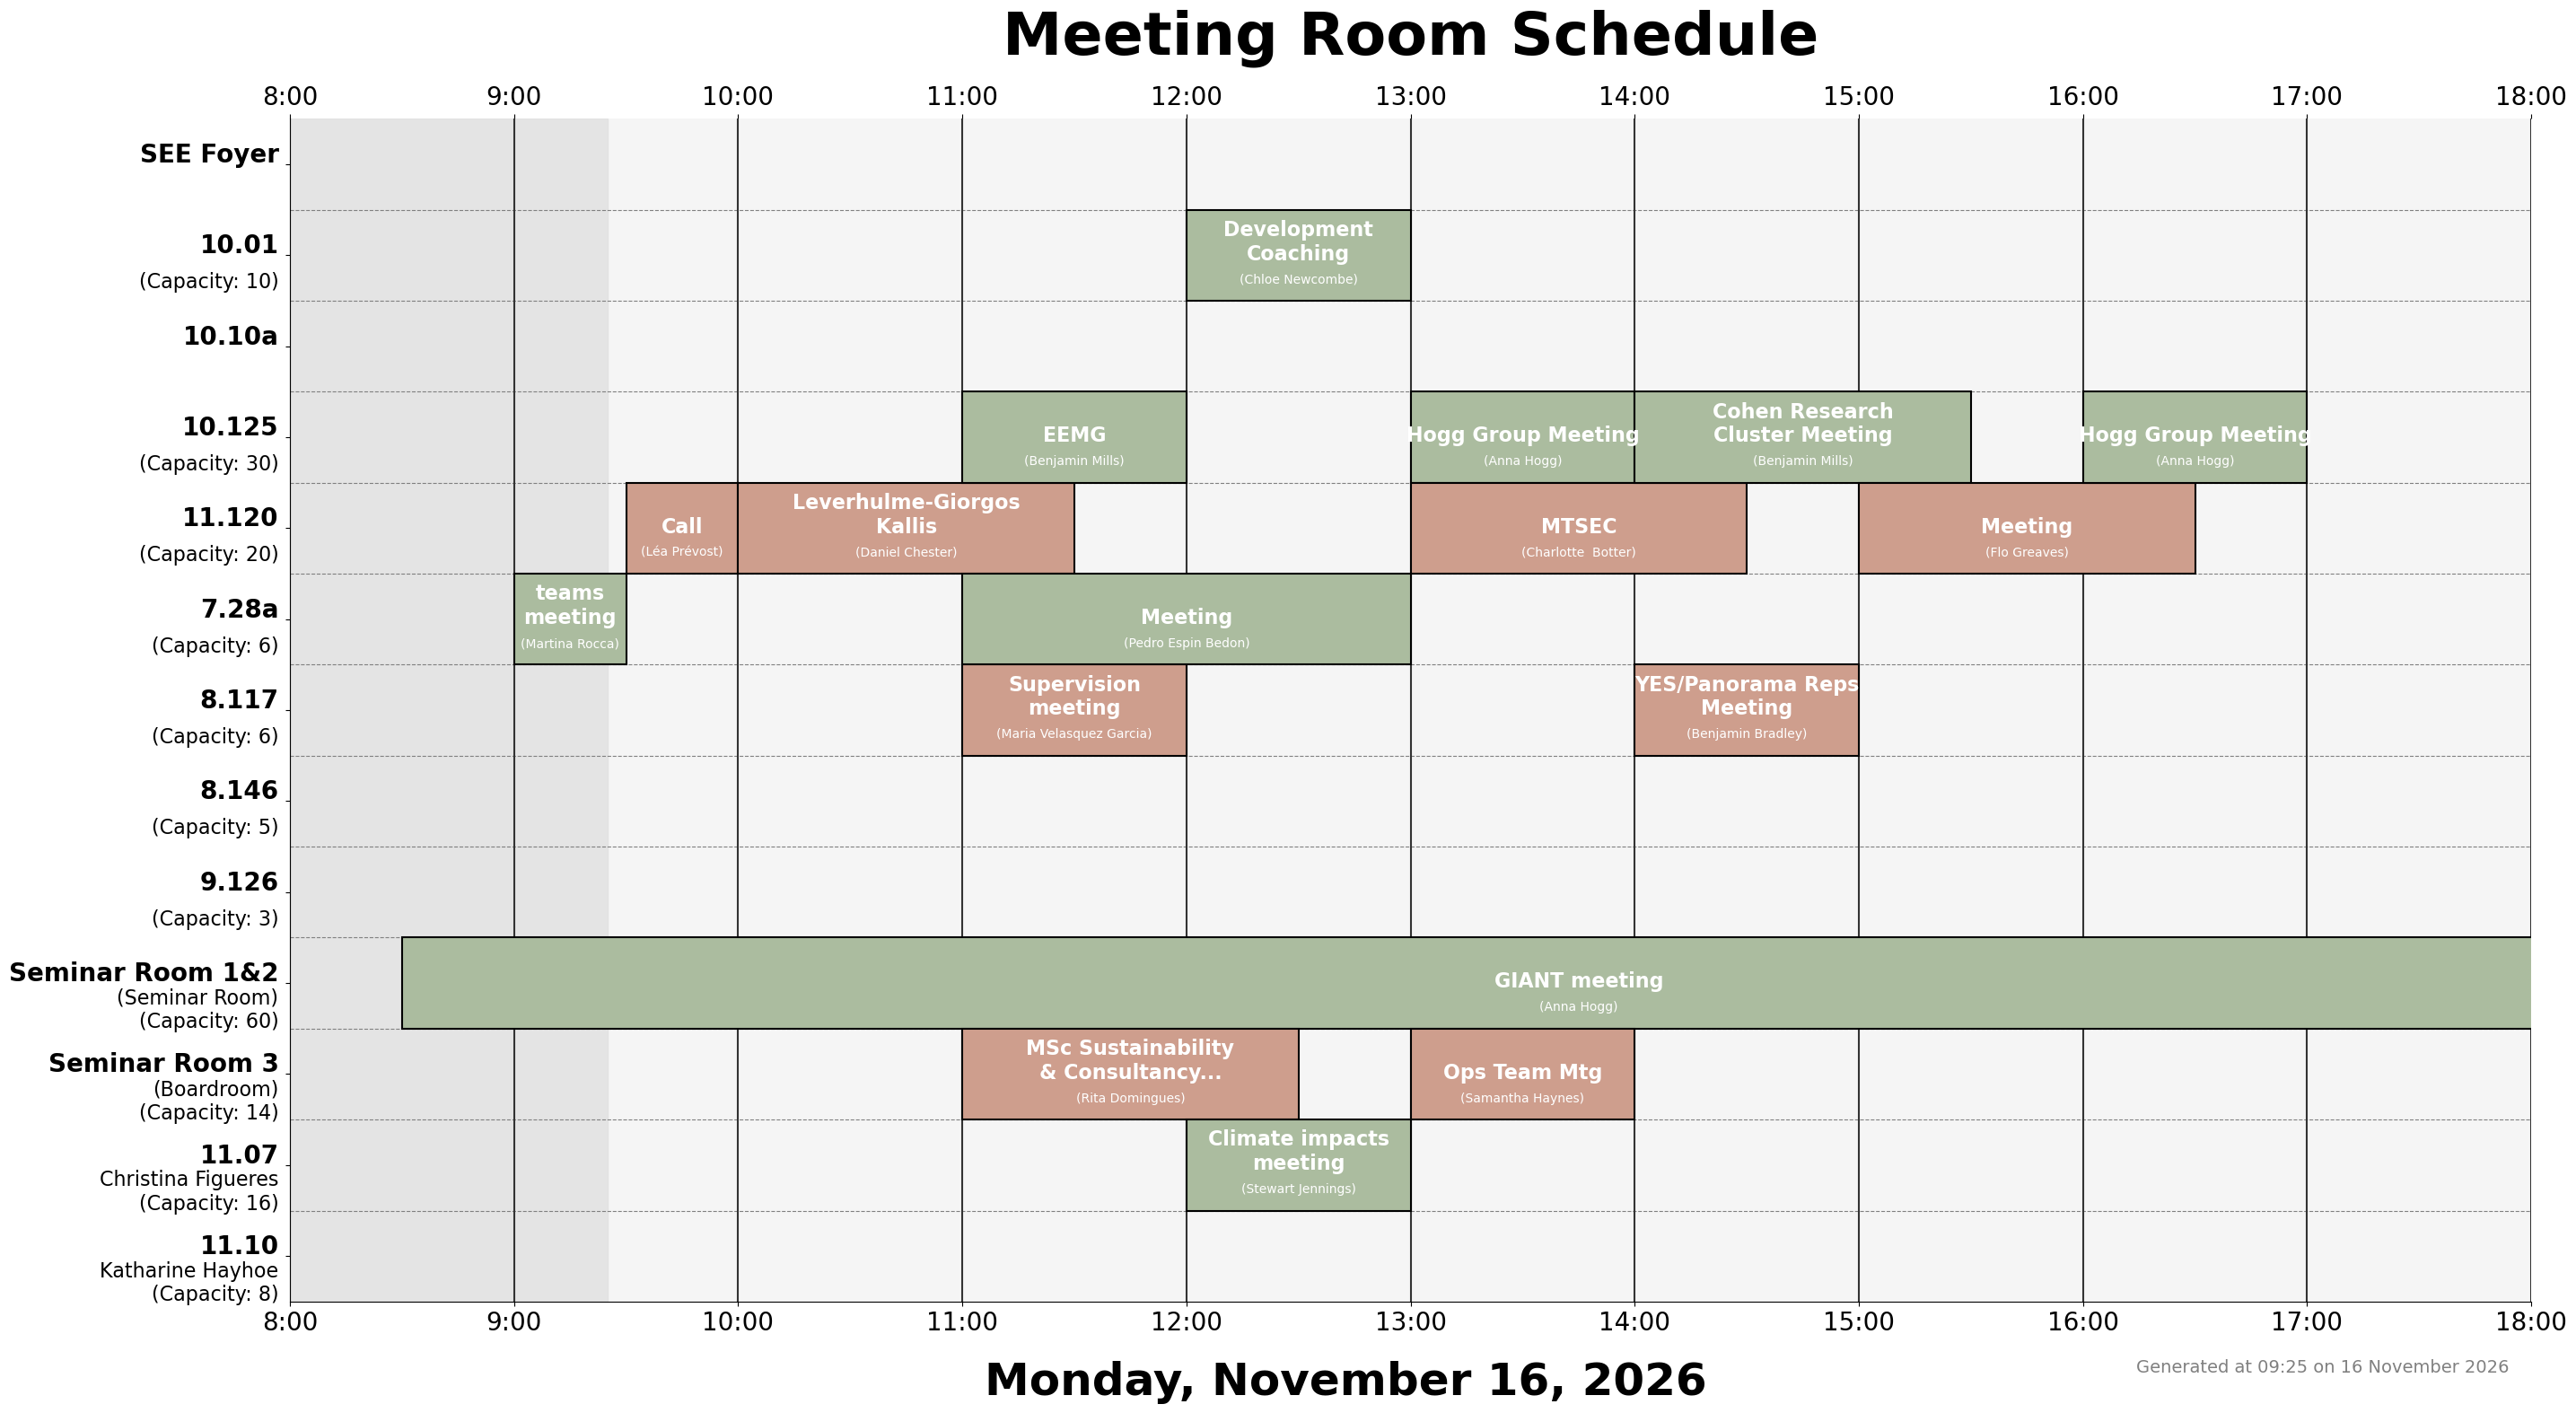 Meeting Room Schedule
8:00 9:00 10:00 11:00 12:00 13:00 14:00 15:00 16:00 17:00 18:00
SEE Foyer
10.01
(Capacity: 10)
Development
Coaching
(Chloe Newcombe)
10.10a
10.125
(Capacity: 30)
EEMG
(Benjamin Mills)
Hogg Group Meeting
(Anna Hogg)
Cohen Research
Cluster Meeting
(Benjamin Mills)
Hogg Group Meeting
(Anna Hogg)
11.120
(Capacity: 20)
Call
(Léa Prévost)
Leverhulme-Giorgos
Kallis
(Daniel Chester)
MTSEC
(Charlotte  Botter)
Meeting
(Flo Greaves)
7.28a
(Capacity: 6)
teams
meeting
(Martina Rocca)
Meeting
(Pedro Espin Bedon)
8.117
(Capacity: 6)
Supervision
meeting
(Maria Velasquez Garcia)
YES/Panorama Reps
Meeting
(Benjamin Bradley)
8.146
(Capacity: 5)
9.126
(Capacity: 3)
Seminar Room 1&2
(Seminar Room)
(Capacity: 60)
GIANT meeting
(Anna Hogg)
Seminar Room 3
(Boardroom)
(Capacity: 14)
MSc Sustainability
& Consultancy...
(Rita Domingues)
Ops Team Mtg
(Samantha Haynes)
11.07
Christina Figueres
(Capacity: 16)
Climate impacts
meeting
(Stewart Jennings)
11.10
Katharine Hayhoe
(Capacity: 8)
8:00 9:00 10:00 11:00 12:00 13:00 14:00 15:00 16:00 17:00 18:00
Monday, November 16, 2026
Generated at 09:25 on 16 November 2026